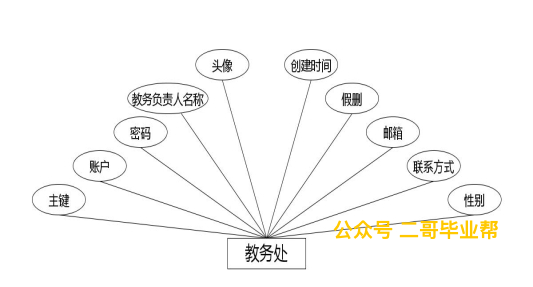 头像
创建时间
教务负责人名称
假删
密码
邮箱
账户
联系方式
主键
性别
公众号 二哥毕业帮
教务处